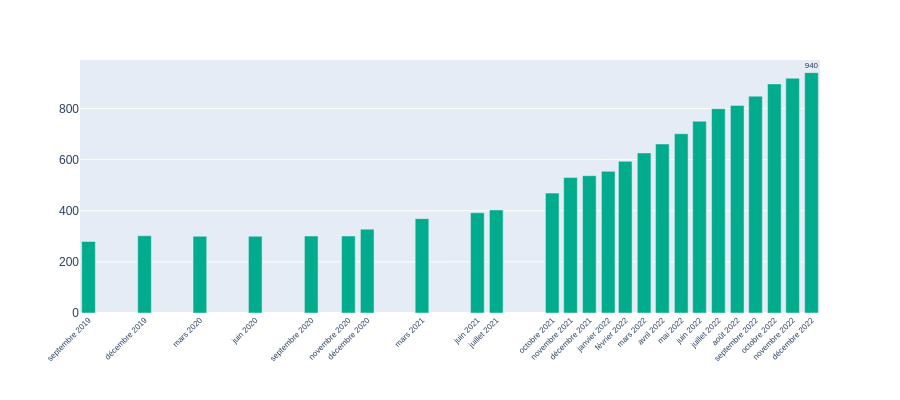 940
800
600
400
200
0
septembre 2019
décembre 2019
mars 2020
juin 2020
septembre 2020
novembre 2020
décembre 2020
mars 2021
juin 2021
juillet 2021
octobre 2021
novembre 2021
décembre 2021
janvier 2022
février 2022
mars 2022
avril 2022
mai 2022
juin 2022
juillet 2022
août 2022
septembre 2022
octobre 2022
novembre 2022
décembre 2022